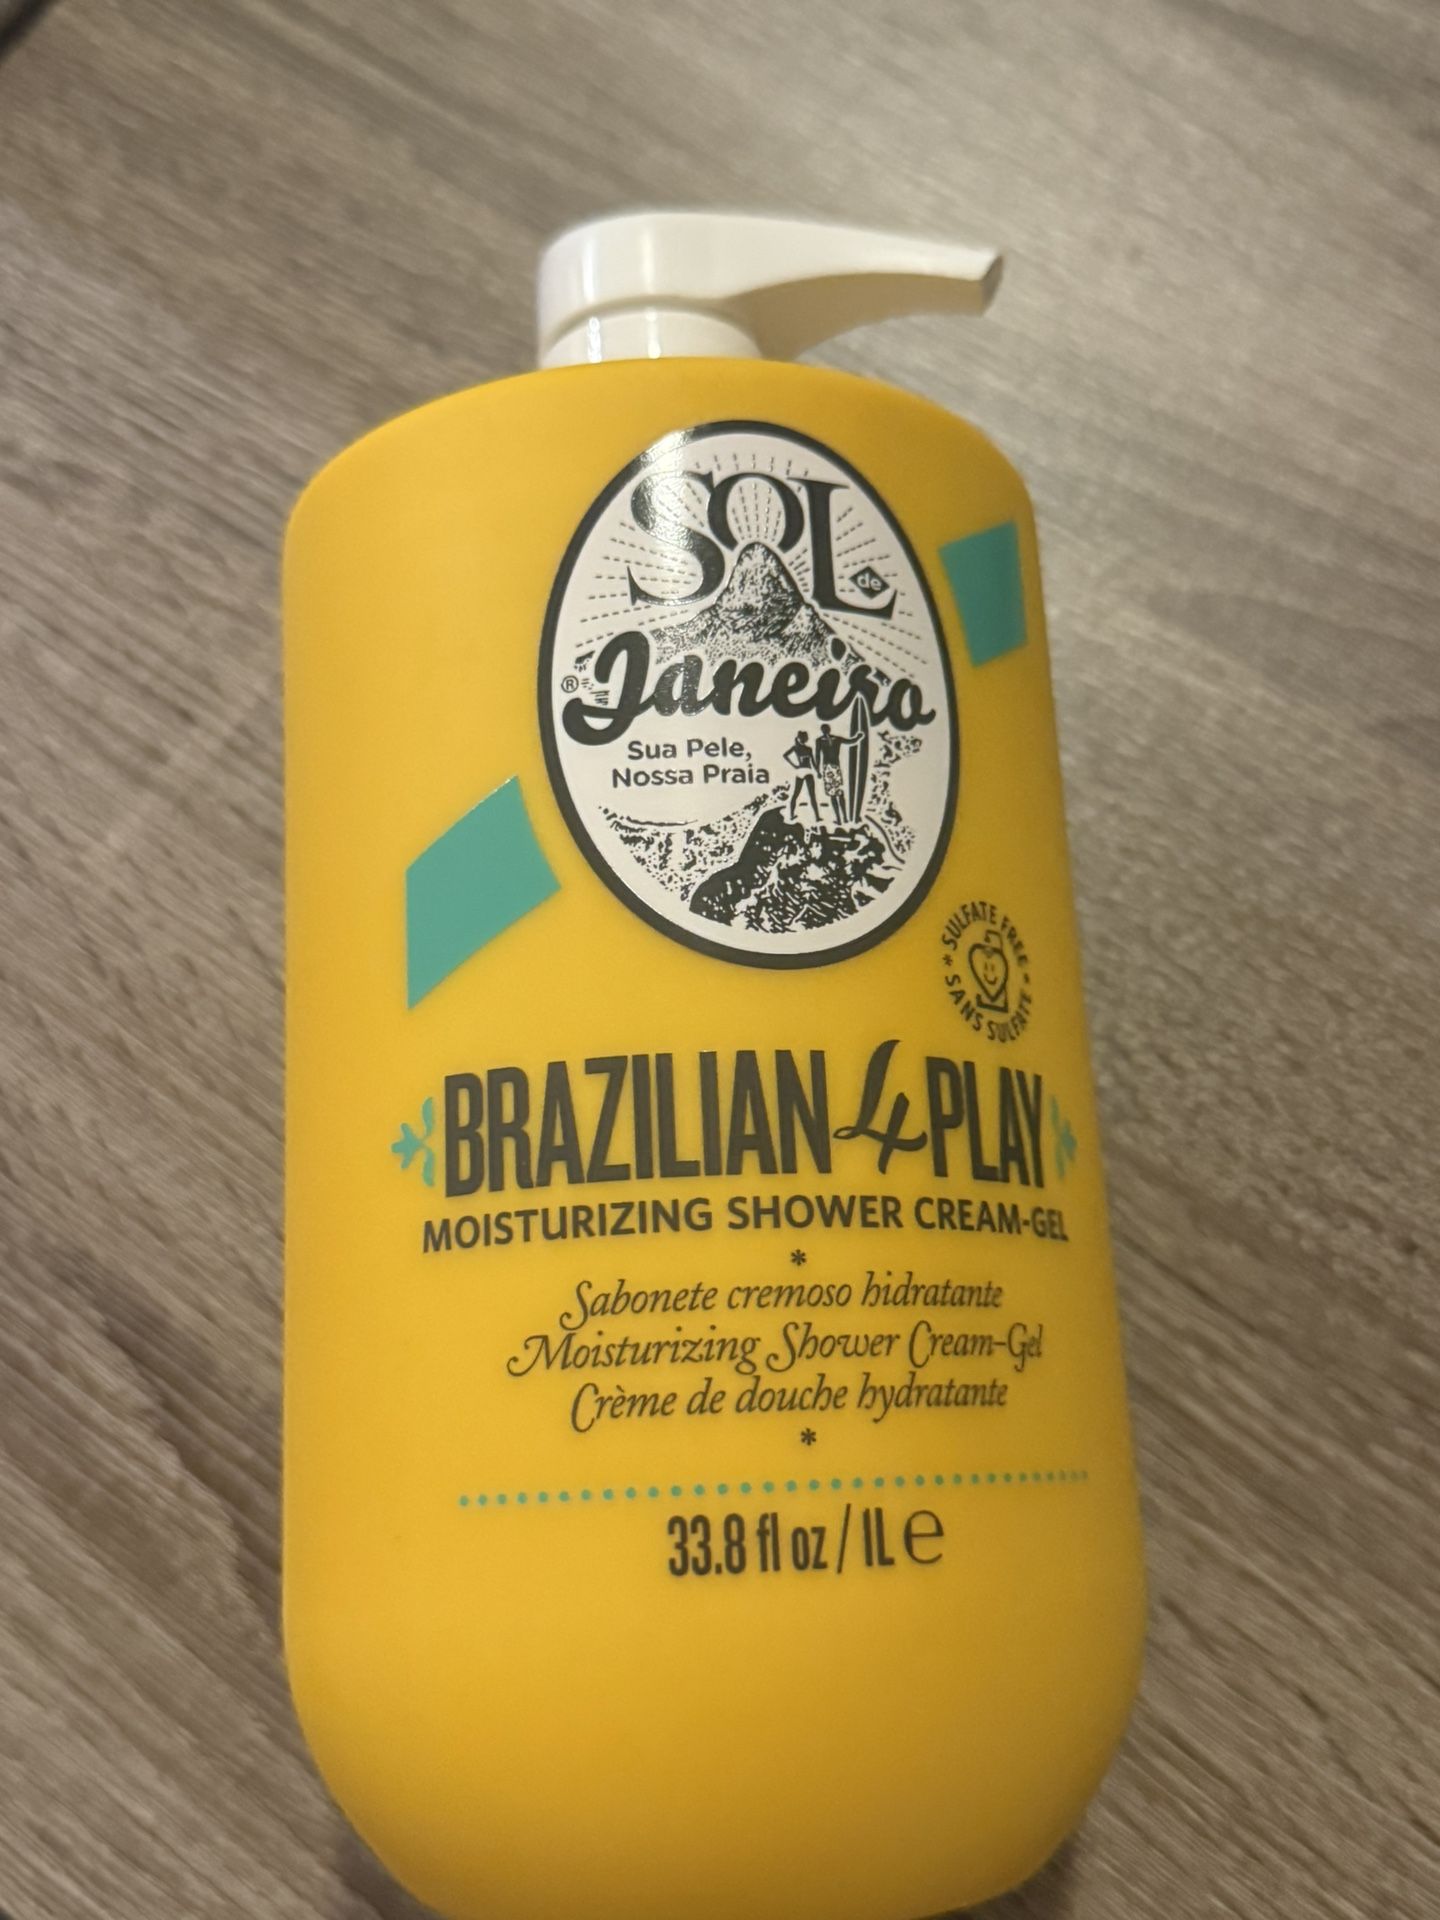 SOL de
® Janeiro
Sua Pele,
Nossa Praia
* SULFATE FREE * SANS SULFATE
BRAZILIAN 4 PLAY
MOISTURIZING SHOWER CREAM-GEL
*
Sabonete cremoso hidratante
Moisturizing Shower Cream-Gel
Crème de douche hydratante
*
33.8 fl oz / 1L e